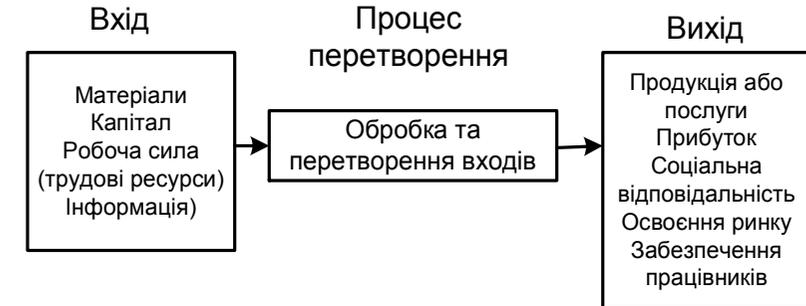 Вхід
Процес
перетворення
Вихід
Матеріали
Капітал
Робоча сила
(трудові ресурси)
Інформація)
Обробка та
перетворення входів
Продукція або
послуги
Прибуток
Соціальна
відповідальність
Освоєння ринку
Забезпечення
працівників